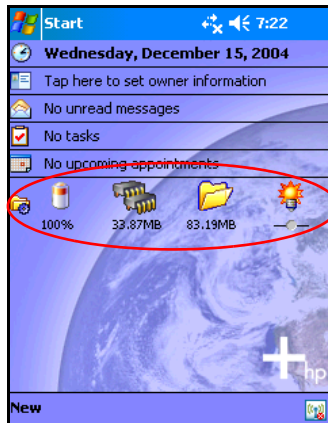 Start 7:22
Wednesday, December 15, 2004
Tap here to set owner information
No unread messages
No tasks
No upcoming appointments
100% 33.87MB 83.19MB
hp
New